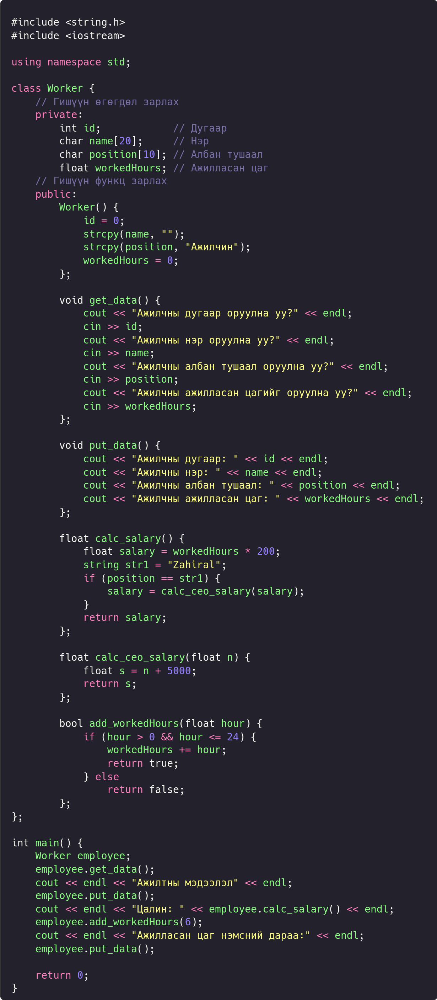 #include <string.h>
#include <iostream>

using namespace std;

class Worker {
    // Гишүүн өгөгдөл зарлах
    private:
        int id;            // Дугаар
        char name[20];     // Нэр
        char position[10]; // Албан тушаал
        float workedHours; // Ажилласан цаг
    // Гишүүн функц зарлах
    public:
        Worker() {
            id = 0;
            strcpy(name, "");
            strcpy(position, "Ажилчин");
            workedHours = 0;
        };

        void get_data() {
            cout << "Ажилчны дугаар оруулна уу?" << endl;
            cin >> id;
            cout << "Ажилчны нэр оруулна уу?" << endl;
            cin >> name;
            cout << "Ажилчны албан тушаал оруулна уу?" << endl;
            cin >> position;
            cout << "Ажилчны ажилласан цагийг оруулна уу?" << endl;
            cin >> workedHours;
        };

        void put_data() {
            cout << "Ажилчны дугаар: " << id << endl;
            cout << "Ажилчны нэр: " << name << endl;
            cout << "Ажилчны албан тушаал: " << position << endl;
            cout << "Ажилчны ажилласан цаг: " << workedHours << endl;
        };

        float calc_salary() {
            float salary = workedHours * 200;
            string str1 = "Zahiral";
            if (position == str1) {
                salary = calc_ceo_salary(salary);
            }
            return salary;
        };

        float calc_ceo_salary(float n) {
            float s = n + 5000;
            return s;
        };

        bool add_workedHours(float hour) {
            if (hour > 0 && hour <= 24) {
                workedHours += hour;
                return true;
            } else
                return false;
        };
};

int main() {
    Worker employee;
    employee.get_data();
    cout << endl << "Ажилтны мэдээлэл" << endl;
    employee.put_data();
    cout << endl << "Цалин: " << employee.calc_salary() << endl;
    employee.add_workedHours(6);
    cout << endl << "Ажилласан цаг нэмсний дараа:" << endl;
    employee.put_data();

    return 0;
}